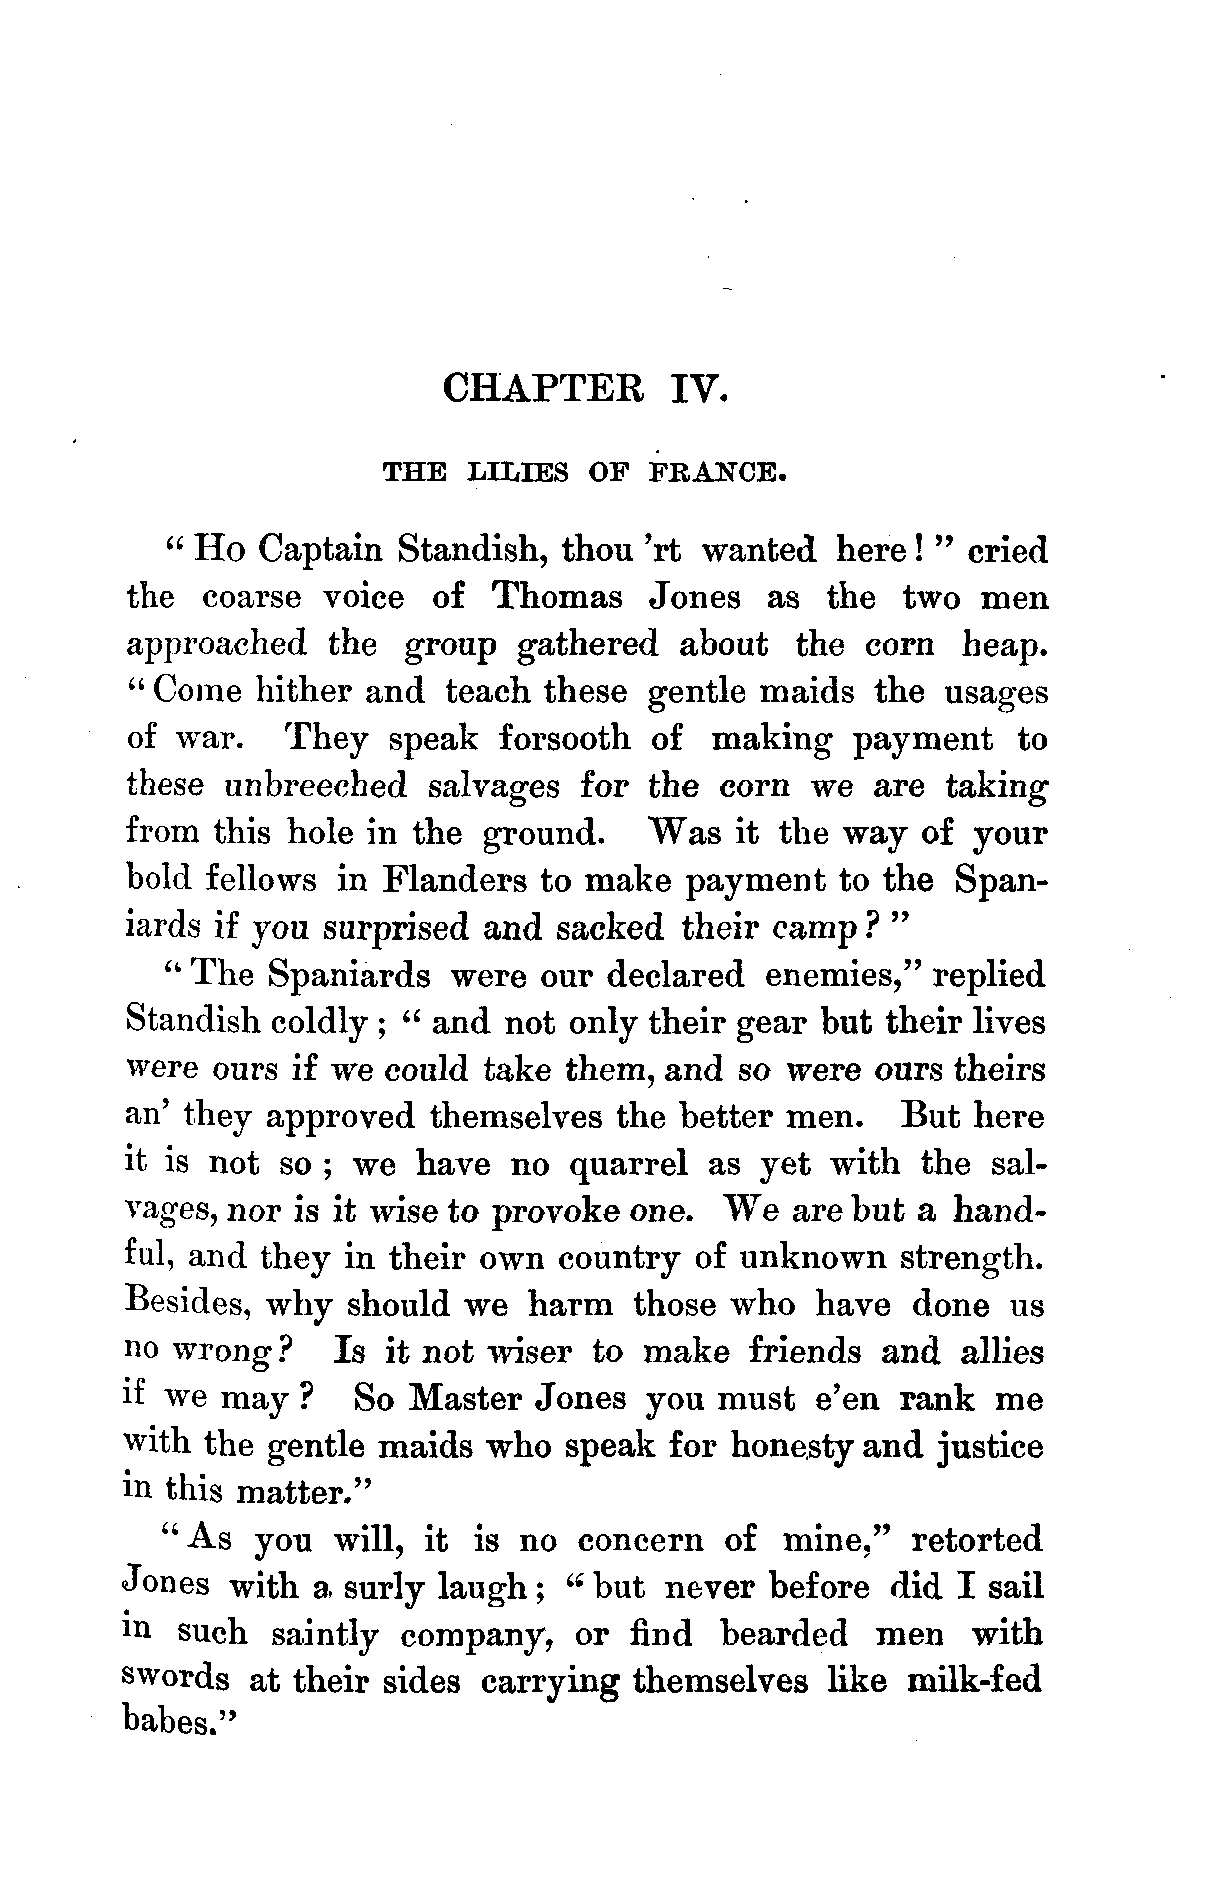 CHAPTER IV.
THE LILIES OF FRANCE.
" Ho Captain Standish, thou 'rt wanted here ! " cried
the coarse voice of Thomas Jones as the two men
approached the group gathered about the corn heap.
" Come hither and teach these gentle maids the usages
of war. They speak forsooth of making payment to
these unbreeched salvages for the corn we are taking
from this hole in the ground. Was it the way of your
bold fellows in Flanders to make payment to the Span-
iards if you surprised and sacked their camp ? "
" The Spaniards were our declared enemies," replied
Standish coldly ; " and not only their gear but their lives
were ours if we could take them, and so were ours theirs
an' they approved themselves the better men. But here
it is not so ; we have no quarrel as yet with the sal-
vages, nor is it wise to provoke one. We are but a hand-
ful, and they in their own country of unknown strength.
Besides, why should we harm those who have done us
no wrong ? Is it not wiser to make friends and allies
if we may ? So Master Jones you must e'en rank me
with the gentle maids who speak for honesty and justice
in this matter."
" As you will, it is no concern of mine," retorted
Jones with a surly laugh ; " but never before did I sail
in such saintly company, or find bearded men with
swords at their sides carrying themselves like milk-fed
babes."